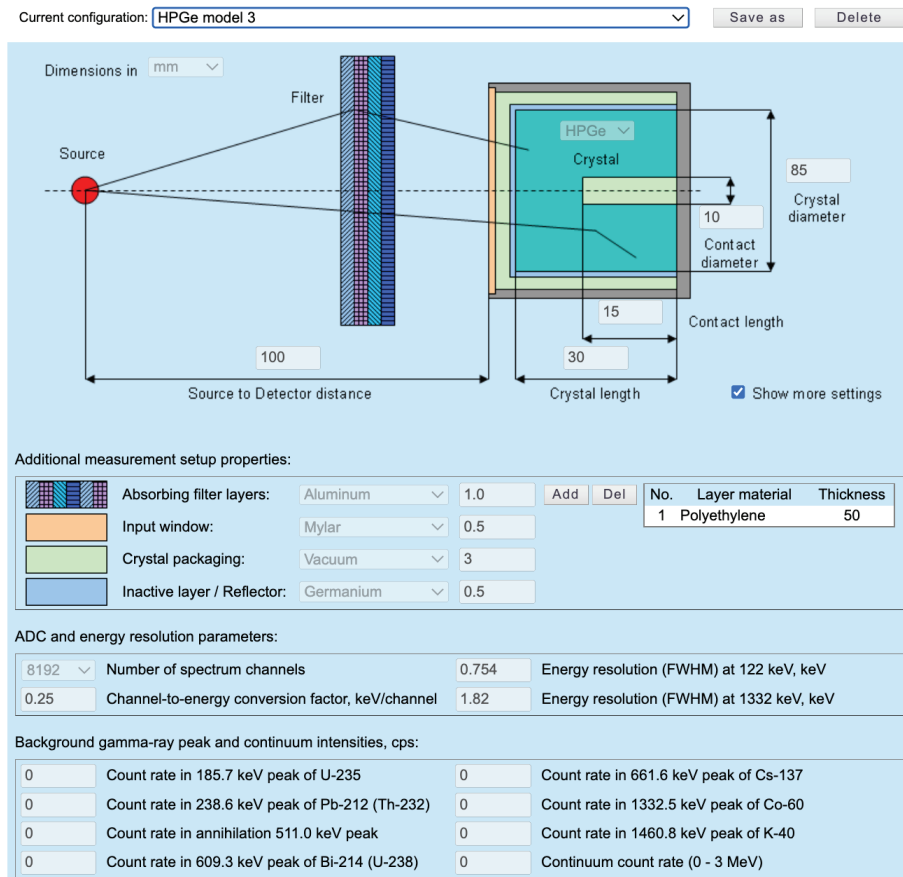 Current configuration: HPGe model 3 Save as Delete
Dimensions in mm
Filter
Source
HPGe
Crystal
85
Crystal
diameter
10
Contact
diameter
15
Contact length
100
30
Source to Detector distance
Crystal length
Show more settings
Additional measurement setup properties:
Absorbing filter layers: Aluminum 1.0 Add Del No. Layer material Thickness
1 Polyethylene 50
Input window: Mylar 0.5
Crystal packaging: Vacuum 3
Inactive layer / Reflector: Germanium 0.5
ADC and energy resolution parameters:
8192 Number of spectrum channels 0.754 Energy resolution (FWHM) at 122 keV, keV
0.25 Channel-to-energy conversion factor, keV/channel 1.82 Energy resolution (FWHM) at 1332 keV, keV
Background gamma-ray peak and continuum intensities, cps:
0 Count rate in 185.7 keV peak of U-235 0 Count rate in 661.6 keV peak of Cs-137
0 Count rate in 238.6 keV peak of Pb-212 (Th-232) 0 Count rate in 1332.5 keV peak of Co-60
0 Count rate in annihilation 511.0 keV peak 0 Count rate in 1460.8 keV peak of K-40
0 Count rate in 609.3 keV peak of Bi-214 (U-238) 0 Continuum count rate (0 - 3 MeV)